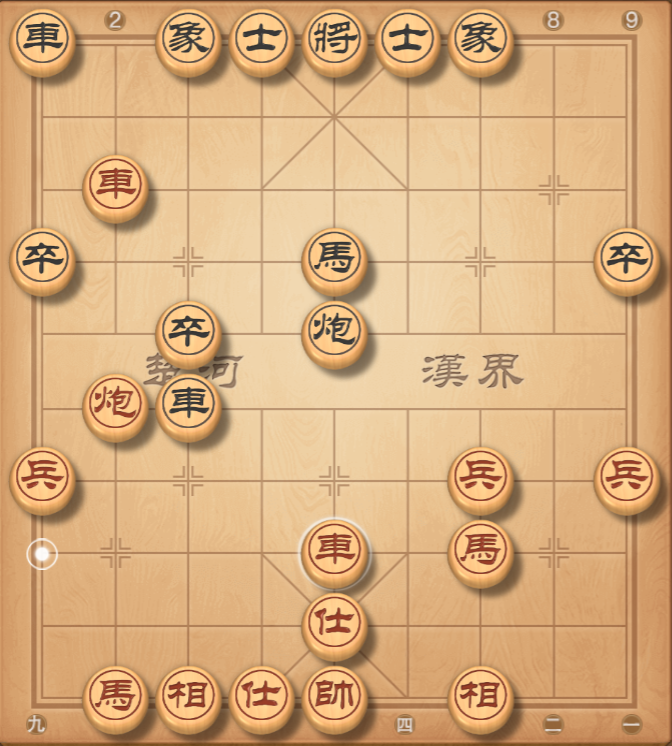 2 8 9
車 象 士 將 士 象
車
卒 馬 卒
卒 炮
楚河 漢界
炮 車
兵 兵 兵
車 馬
仕
馬 相 仕 帥 相
九 四 二 一